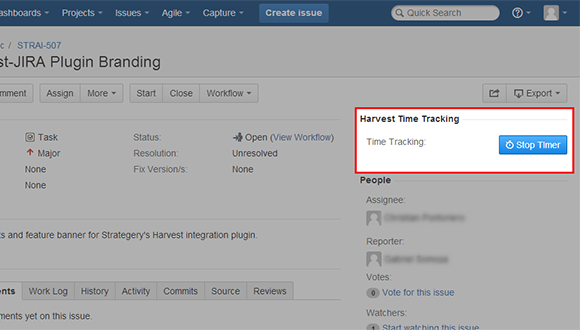 ashboards Projects Issues Agile Capture Create issue Quick Search
c / STRAI-507
st-JIRA Plugin Branding
mment Assign More Start Close Workflow Export
Harvest Time Tracking
Time Tracking: Stop Timer
Task Status: Open (View Workflow)
Major Resolution: Unresolved
None Fix Version/s: None
None
People
Assignee:
Reporter:
ts and feature banner for Strategery's Harvest integration plugin.
Votes:
0 Vote for this issue
ents Work Log History Activity Commits Source Reviews
Watchers:
mments yet on this issue.
1 Start watching this issue